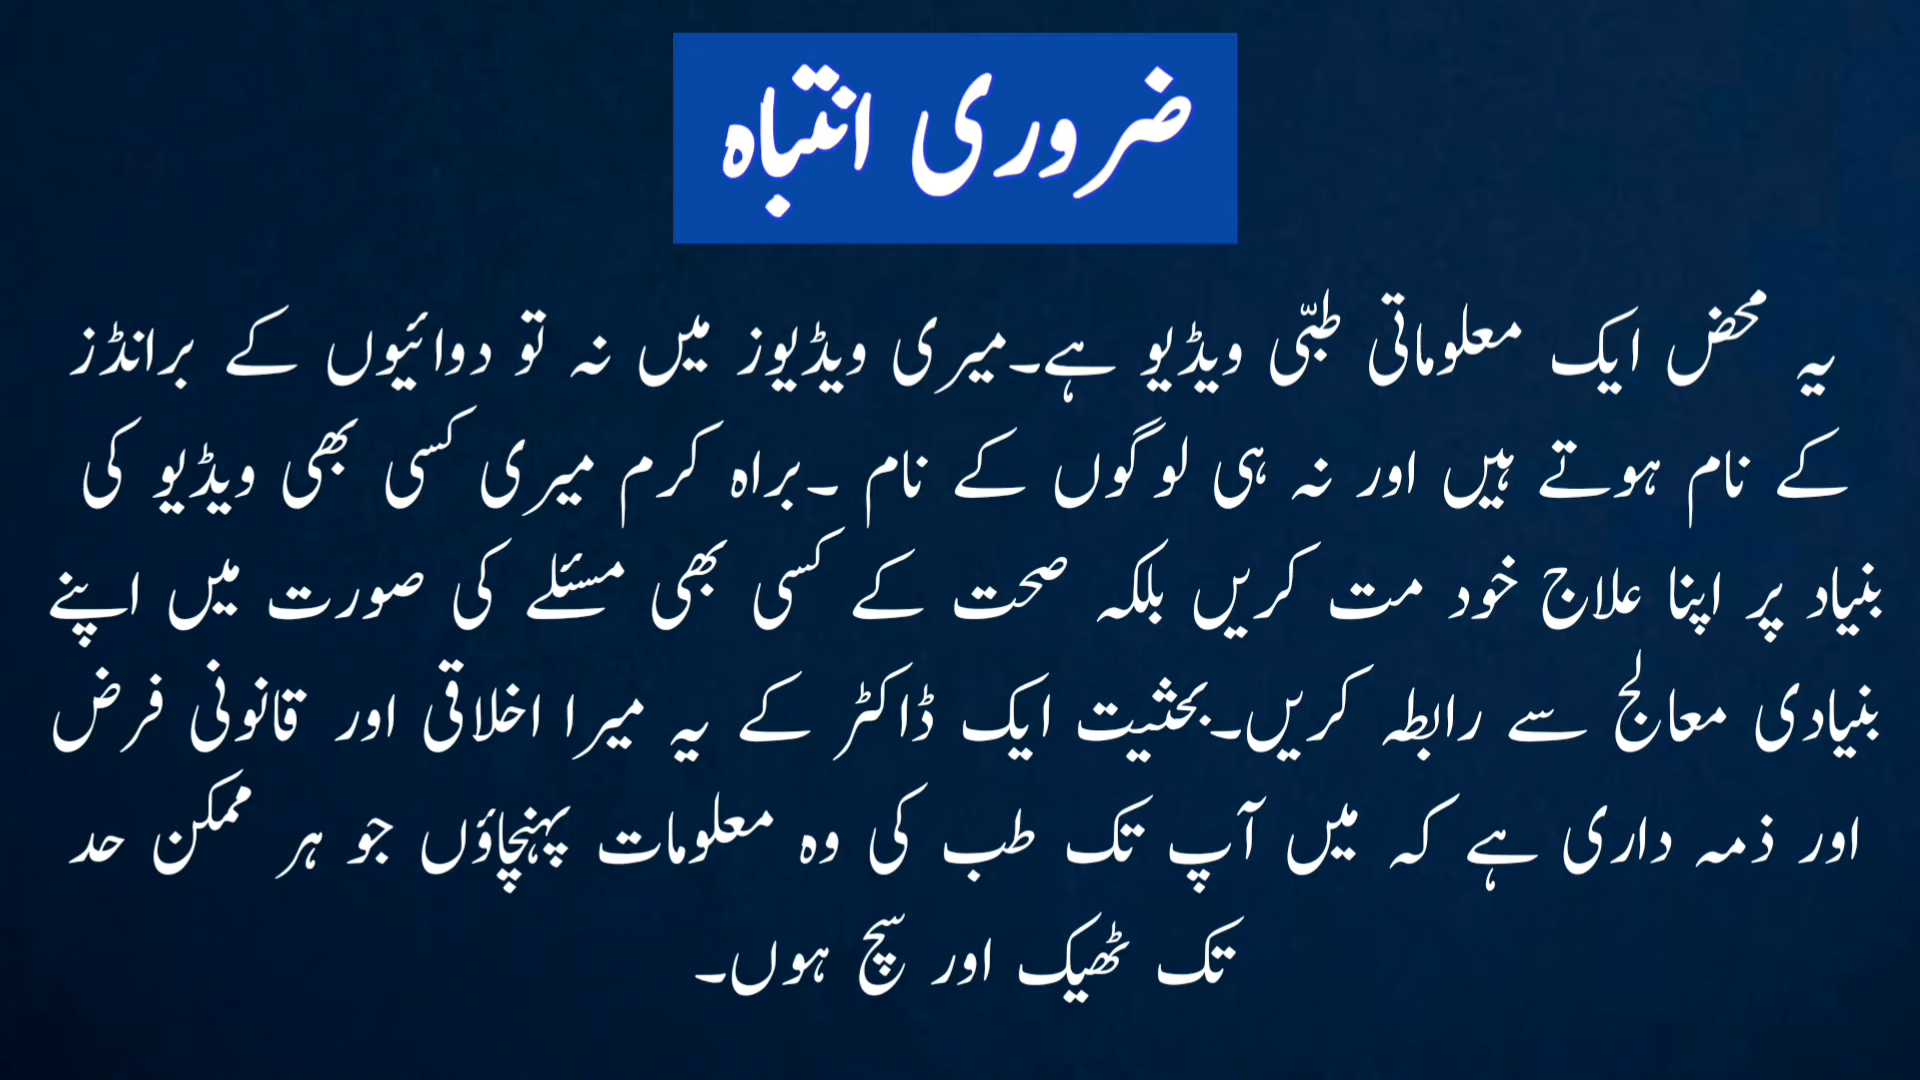 ضروری انتباہ
یہ محض ایک معلوماتی طبّی ویڈیو ہے۔میری ویڈیوز میں نہ تو دوائیوں کے برانڈز
کے نام ہوتے ہیں اور نہ ہی لوگوں کے نام ۔براہ کرم میری کسی بھی ویڈیو کی
بنیاد پر اپنا علاج خود مت کریں بلکہ صحت کے کسی بھی مسئلے کی صورت میں اپنے
بنیادی معالج سے رابطہ کریں۔بحثیت ایک ڈاکٹر کے یہ میرا اخلاقی اور قانونی فرض
اور ذمہ داری ہے کہ میں آپ تک طب کی وہ معلومات پہنچاؤں جو ہر ممکن حد
تک ٹھیک اور سچ ہوں۔